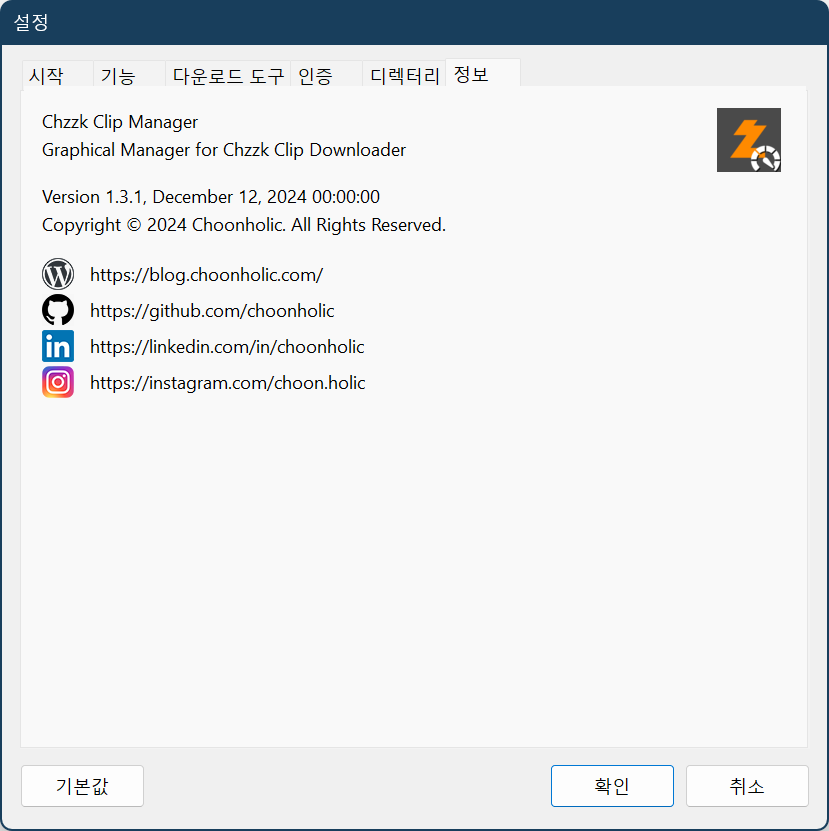 설정
시작 기능 다운로드 도구 인증 디렉터리 정보
Chzzk Clip Manager
Graphical Manager for Chzzk Clip Downloader
Version 1.3.1, December 12, 2024 00:00:00
Copyright © 2024 Choonholic. All Rights Reserved.
https://blog.choonholic.com/
https://github.com/choonholic
in https://linkedin.com/in/choonholic
https://instagram.com/choon.holic
기본값 확인 취소